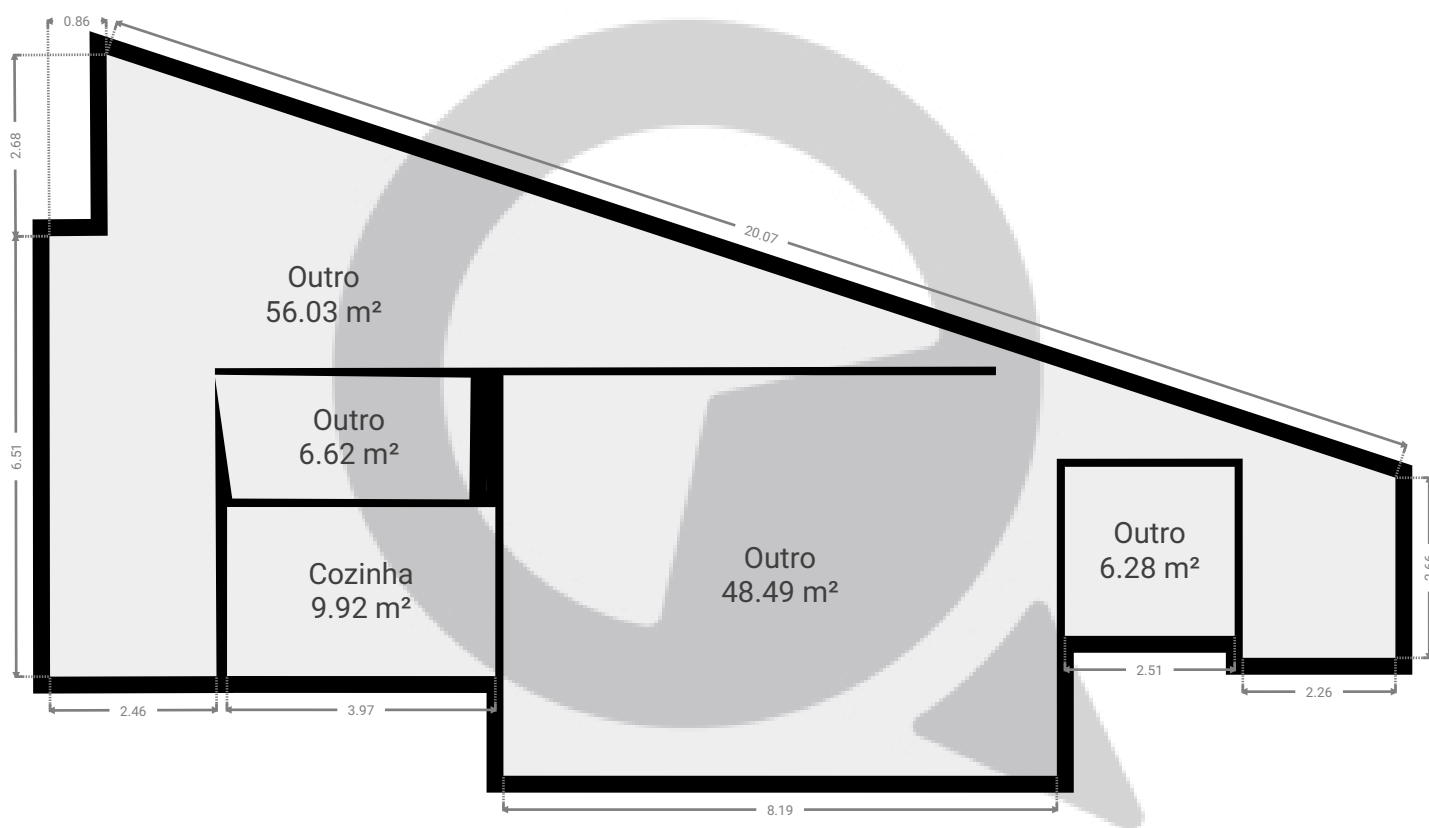 0.86
2.68
20.07
Outro
56.03 m²
Outro
6.62 m²
6.51
Outro
48.49 m²
Outro
6.28 m²
Cozinha
9.92 m²
2.51
2.26
2.46
3.97
8.19